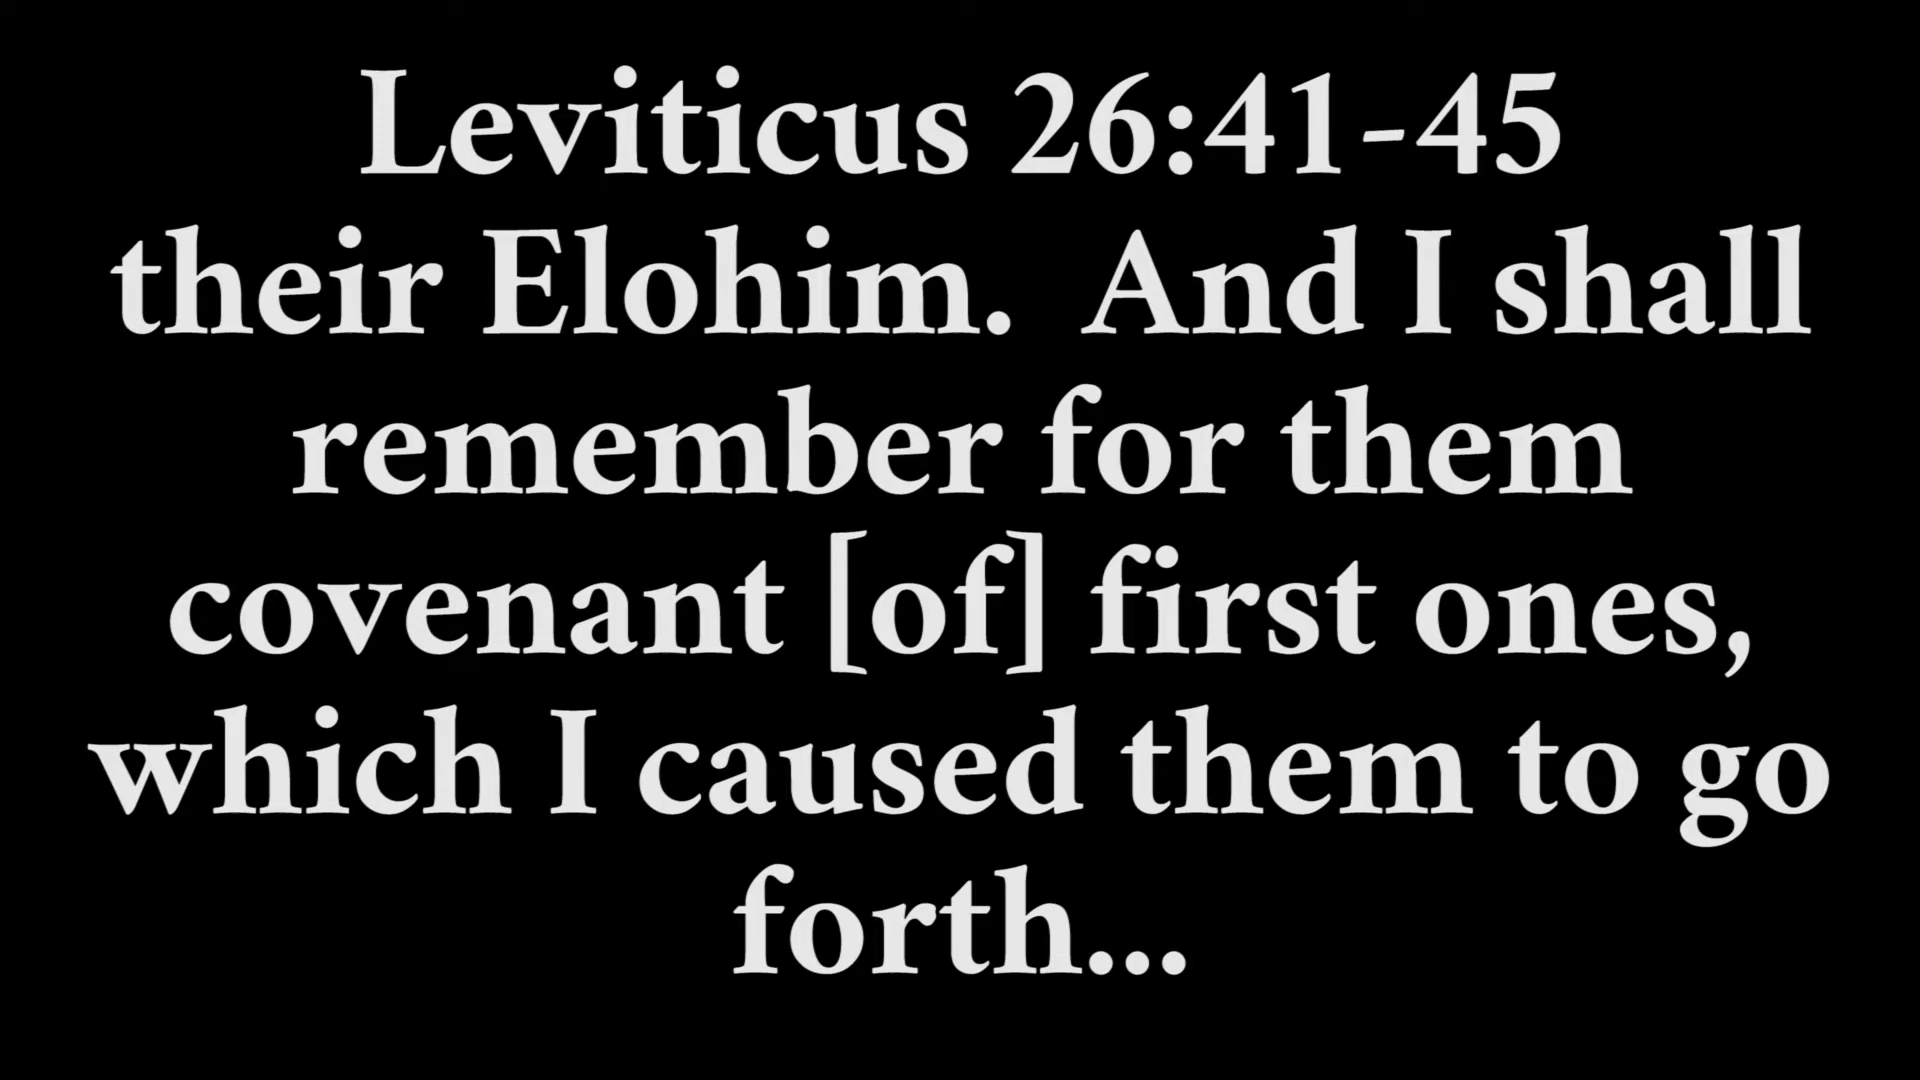 Leviticus 26:41-45
their Elohim.  And I shall
remember for them
covenant [of] first ones,
which I caused them to go
forth...